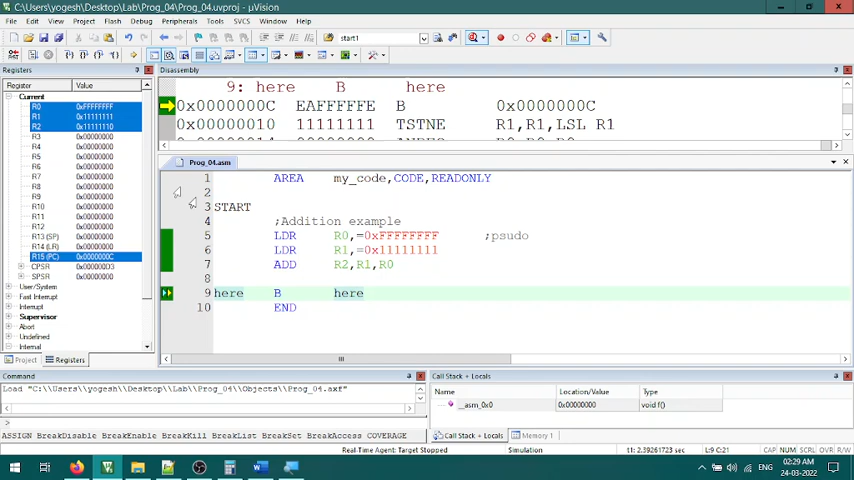 C:\Users\yogesh\Desktop\Lab\Prog_04\Prog_04.uvproj - µVision
File Edit View Project Flash Debug Peripherals Tools SVCS Window Help
start1
Registers
Register Value
Current
R0 0xFFFFFFFF
R1 0x11111111
R2 0x11111110
R3 0x00000000
R4 0x00000000
R5 0x00000000
R6 0x00000000
R7 0x00000000
R8 0x00000000
R9 0x00000000
R10 0x00000000
R11 0x00000000
R12 0x00000000
R13 (SP) 0x00000000
R14 (LR) 0x00000000
R15 (PC) 0x0000000C
CPSR 0x000000D3
SPSR 0x00000000
User/System
Fast Interrupt
Interrupt
Supervisor
Abort
Undefined
Internal
Project Registers
Disassembly
9: here B here
0x0000000C EAFFFFFE B 0x0000000C
0x00000010 11111111 TSTNE R1,R1,LSL R1
Prog_04.asm
1 AREA my_code,CODE,READONLY
2
3 START
4 ;Addition example
5 LDR R0,=0xFFFFFFFF ;psudo
6 LDR R1,=0x11111111
7 ADD R2,R1,R0
8
9 here B here
10 END
Command
Load "C:\\Users\\yogesh\\Desktop\\Lab\\Prog_04\\Objects\\Prog_04.axf"
>
ASSIGN BreakDisable BreakEnable BreakKill BreakList BreakSet BreakAccess COVERAGE
Call Stack + Locals
Name Location/Value Type
__asm_0x0 0x00000000 void f()
Call Stack + Locals Memory 1
Real-Time Agent: Target Stopped Simulation t1: 2.39261723 sec L:9 C:21 CAP NUM SCRL OVR R/W
ENG
02:29 AM
24-03-2022